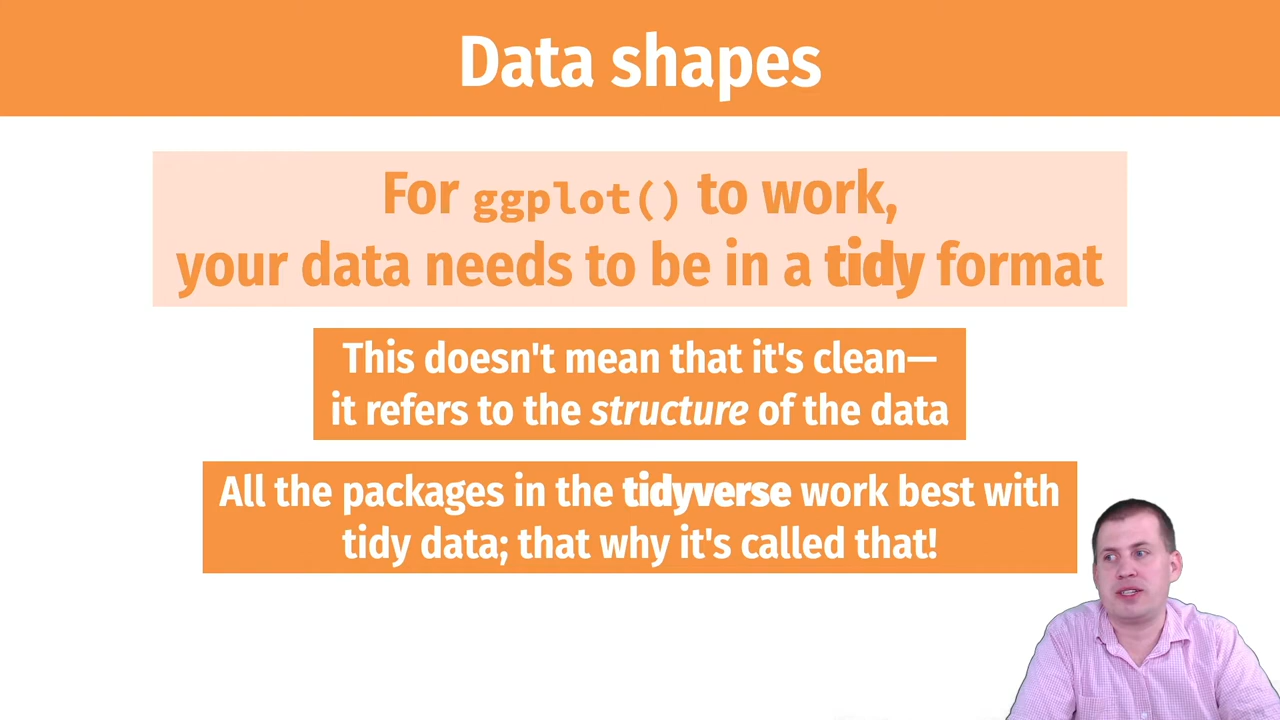 Data shapes
For ggplot() to work,
your data needs to be in a tidy format
This doesn't mean that it's clean—
it refers to the structure of the data
All the packages in the tidyverse work best with
tidy data; that why it's called that!